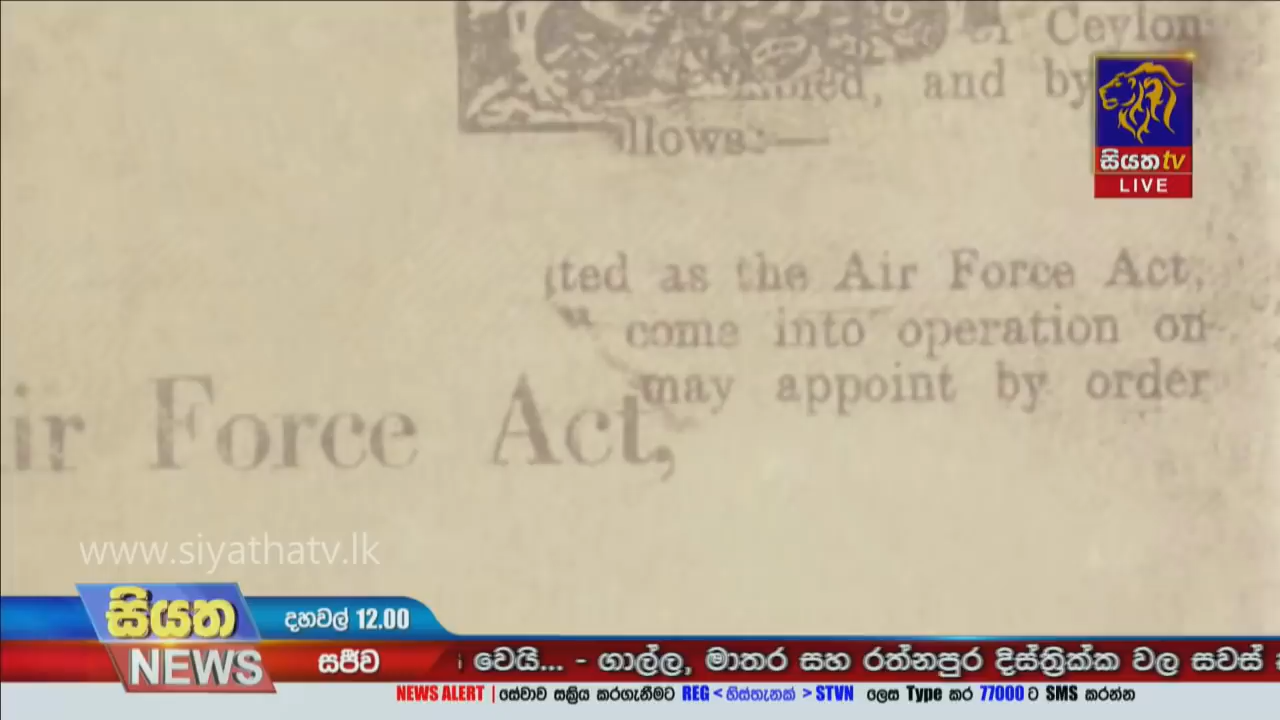 Ceylon
and by
llows:—
සියත tv
LIVE
ted as the Air Force Act,
come into operation on
may appoint by order
ir Force Act,
www.siyathatv.lk
සියත
NEWS
දහවල් 12.00
සජීව
වෙයි... - ගාල්ල, මාතර සහ රත්නපුර දිස්ත්‍රික්ක වල සවස්
NEWS ALERT | සේවාව සක්‍රිය කරගැනීමට REG < හිස්තැනක් > STVN ලෙස Type කර 77000 ට SMS කරන්න